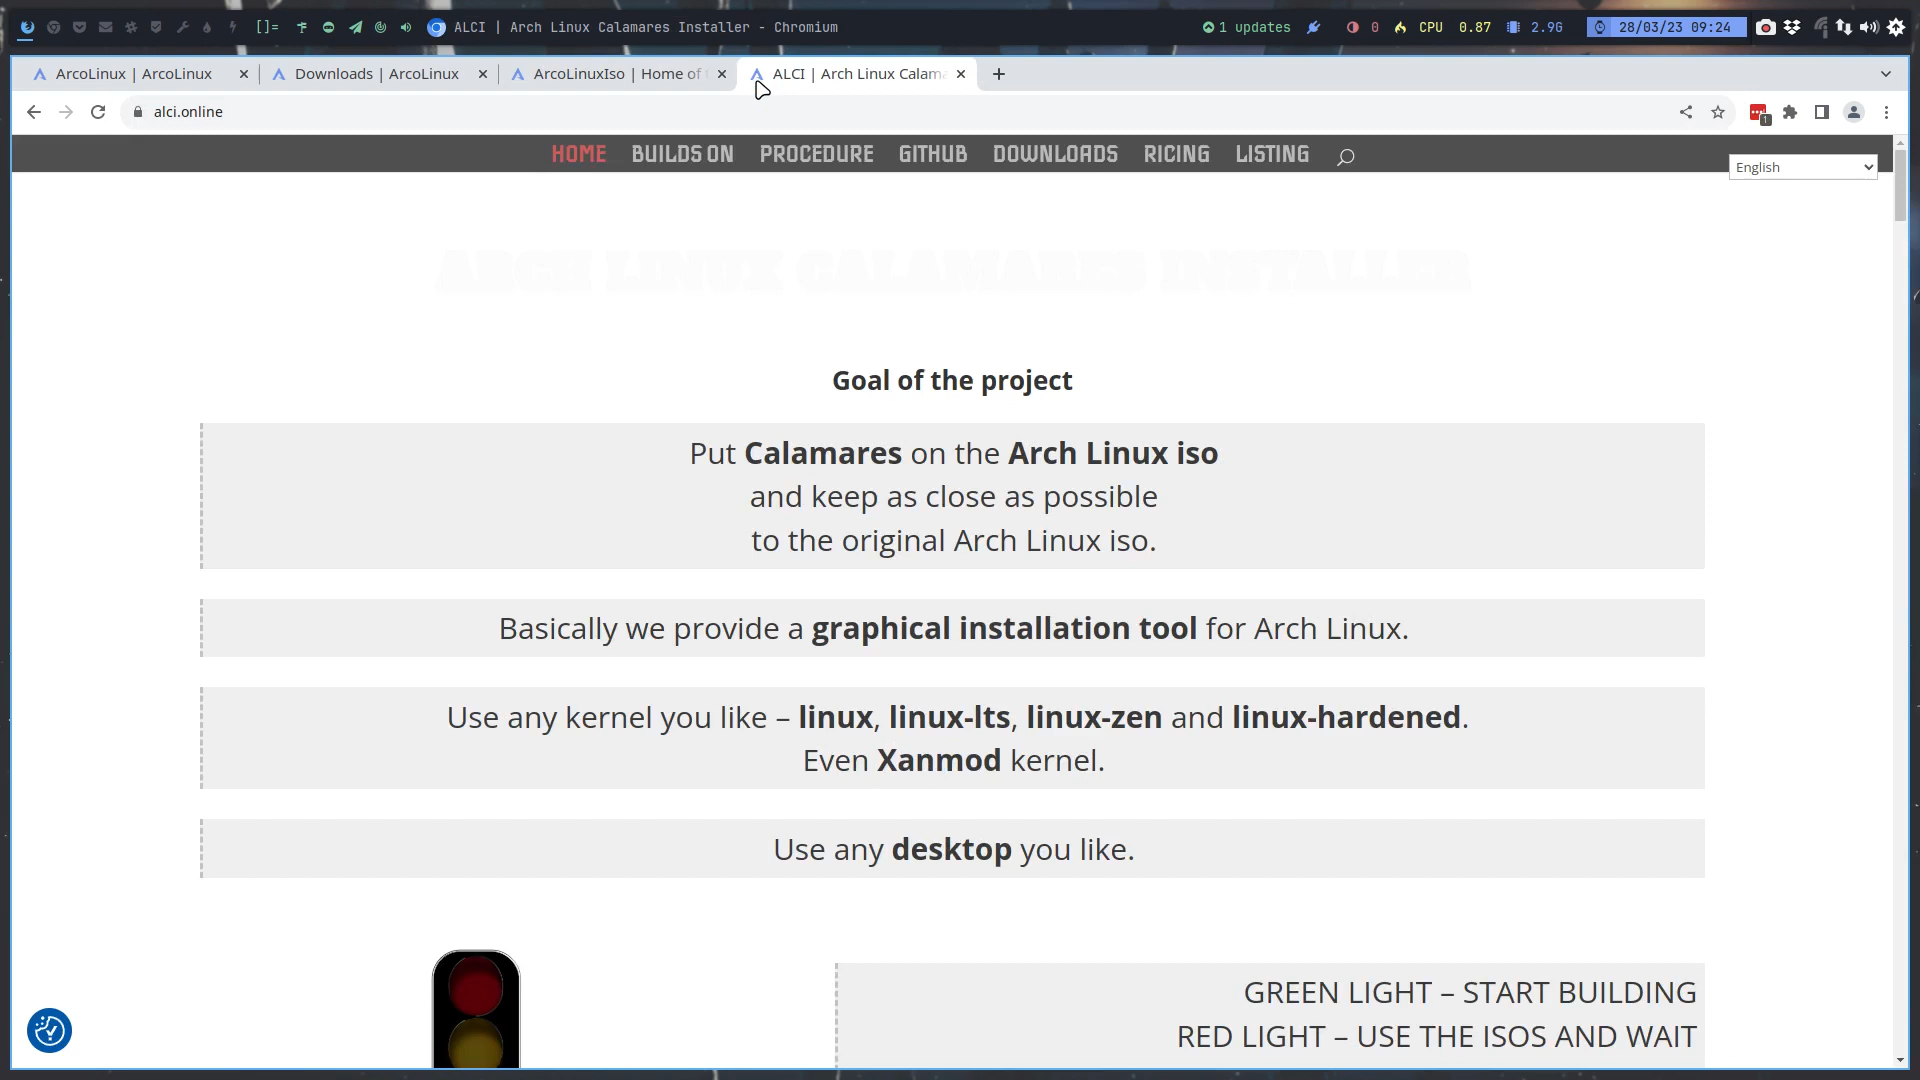 []= ALCI | Arch Linux Calamares Installer - Chromium 1 updates 0 CPU 0.87 2.9G 28/03/23 09:24
ArcoLinux | ArcoLinux Downloads | ArcoLinux ArcoLinuxIso | Home of ALCI | Arch Linux Calama
alci.online 1
HOME BUILDS ON PROCEDURE GITHUB DOWNLOADS RICING LISTING
English
ARCH LINUX CALAMARES INSTALLER
Goal of the project
Put Calamares on the Arch Linux iso
and keep as close as possible
to the original Arch Linux iso.
Basically we provide a graphical installation tool for Arch Linux.
Use any kernel you like – linux, linux-lts, linux-zen and linux-hardened.
Even Xanmod kernel.
Use any desktop you like.
GREEN LIGHT – START BUILDING
RED LIGHT – USE THE ISOS AND WAIT